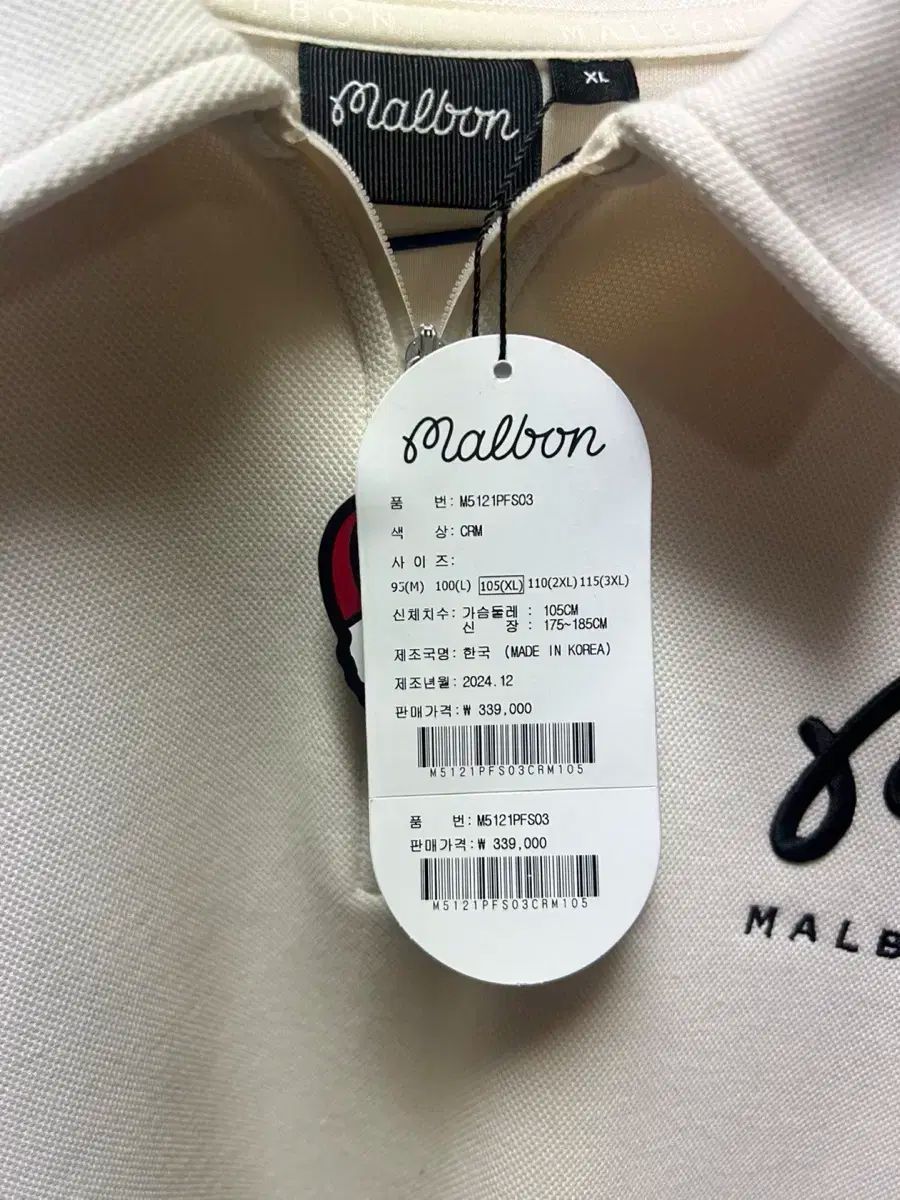 MALBON
malbon
XL
malbon
품 번: M5121PFS03
색 상: CRM
사 이 즈:
95(M) 100(L) 105(XL) 110(2XL) 115(3XL)
신체치수: 가슴둘레 : 105CM
신 장 : 175~185CM
제조국명: 한국 (MADE IN KOREA)
제조년월: 2024.12
판매가격:₩ 339,000
M5121PFS03CRM105
품 번: M5121PFS03
판매가격:₩ 339,000
M5121PFS03CRM105
MALB